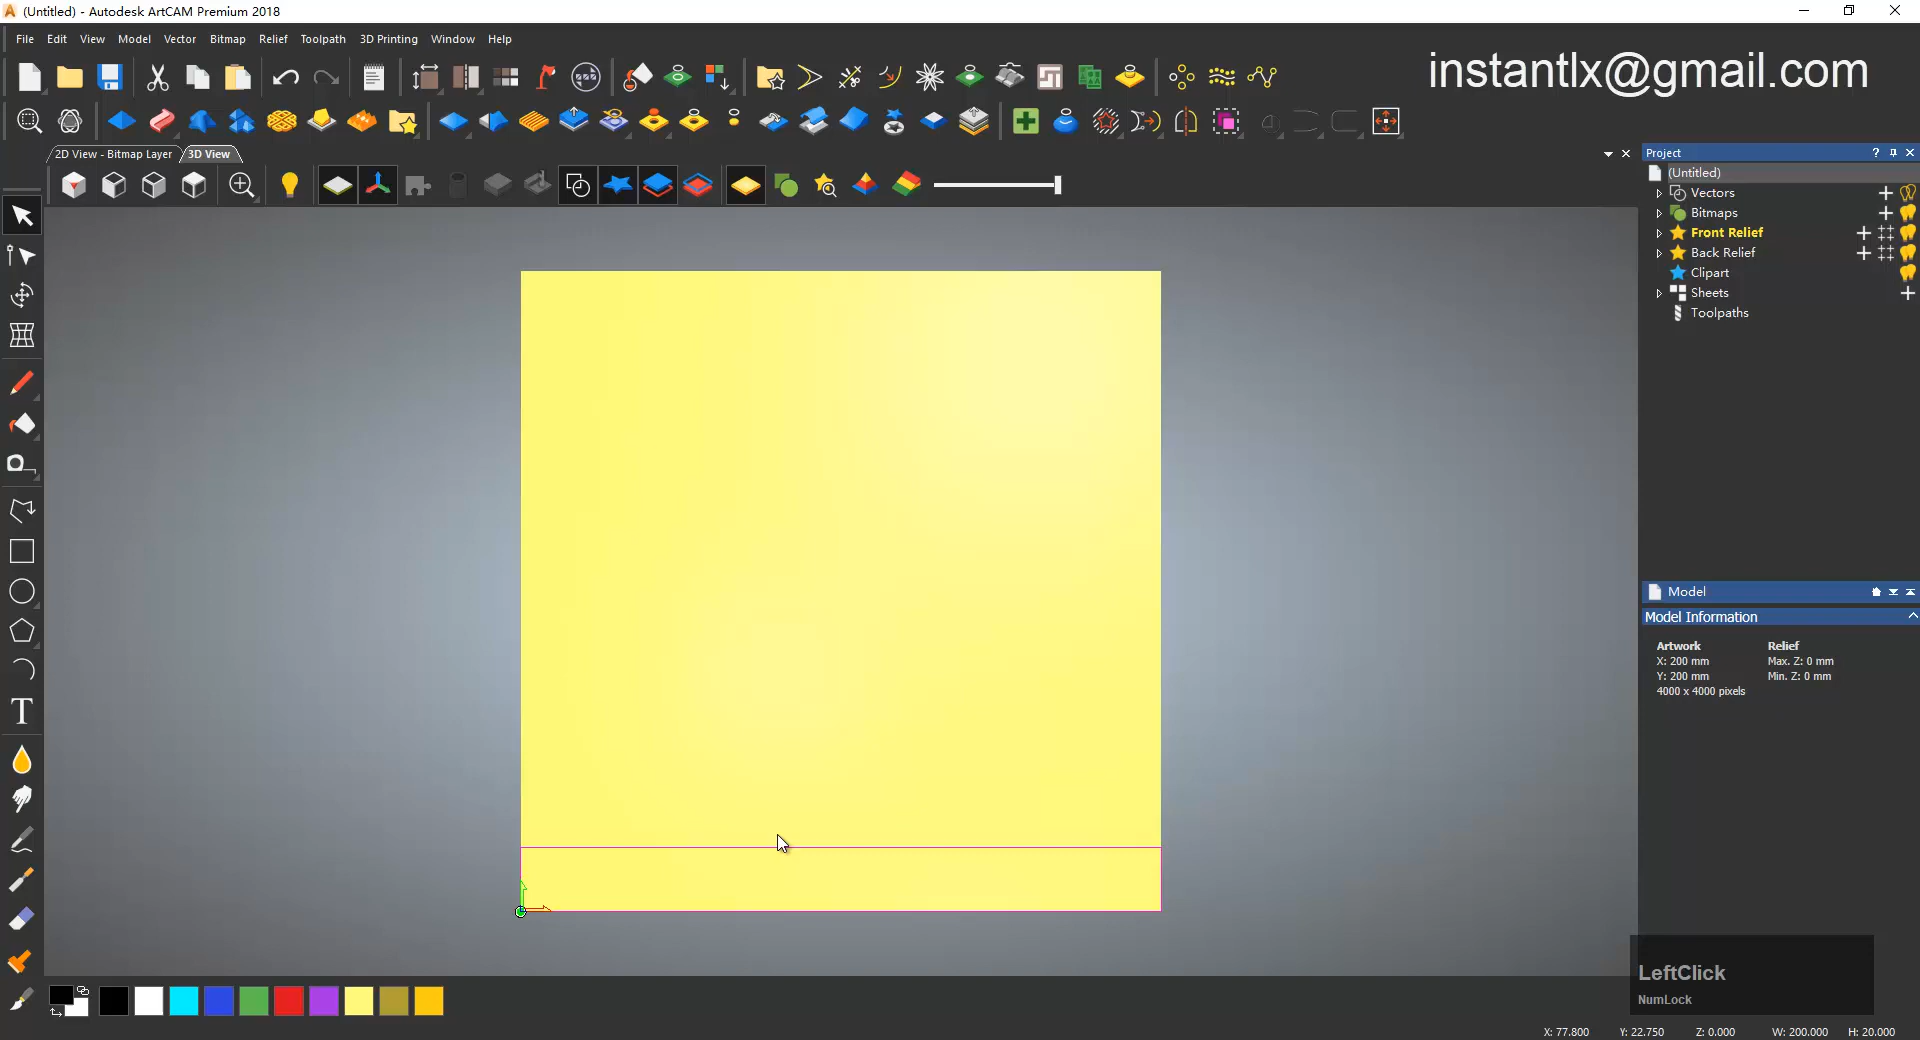 (Untitled) - Autodesk ArtCAM Premium 2018
File Edit View Model Vector Bitmap Relief Toolpath 3D Printing Window Help
instantlx@gmail.com
2D View - Bitmap Layer 3D View
Project
(Untitled)
Vectors
Bitmaps
Front Relief
Back Relief
Clipart
Sheets
Toolpaths
Model
Model Information
Artwork Relief
X: 200 mm Max. Z: 0 mm
Y: 200 mm Min. Z: 0 mm
4000 x 4000 pixels
LeftClick
NumLock
X: 77.800 Y: 22.750 Z: 0.000 W: 200.000 H: 20.000